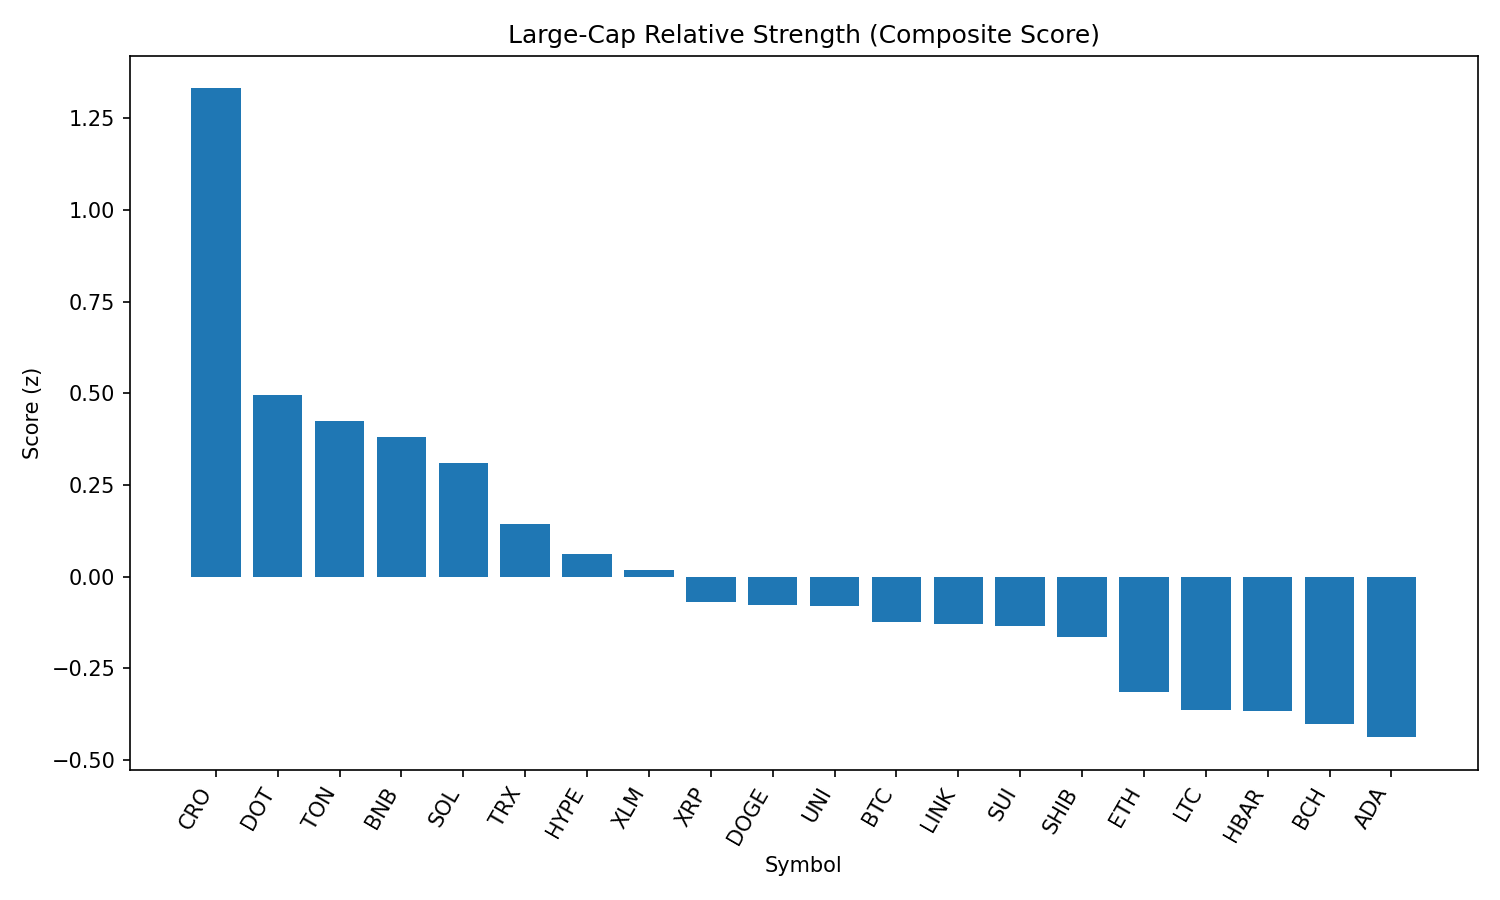 Large-Cap Relative Strength (Composite Score)
Score (z)
1.25
1.00
0.75
0.50
0.25
0.00
−0.25
−0.50
CRO
DOT
TON
BNB
SOL
TRX
HYPE
XLM
XRP
DOGE
UNI
BTC
LINK
SUI
SHIB
ETH
LTC
HBAR
BCH
ADA
Symbol